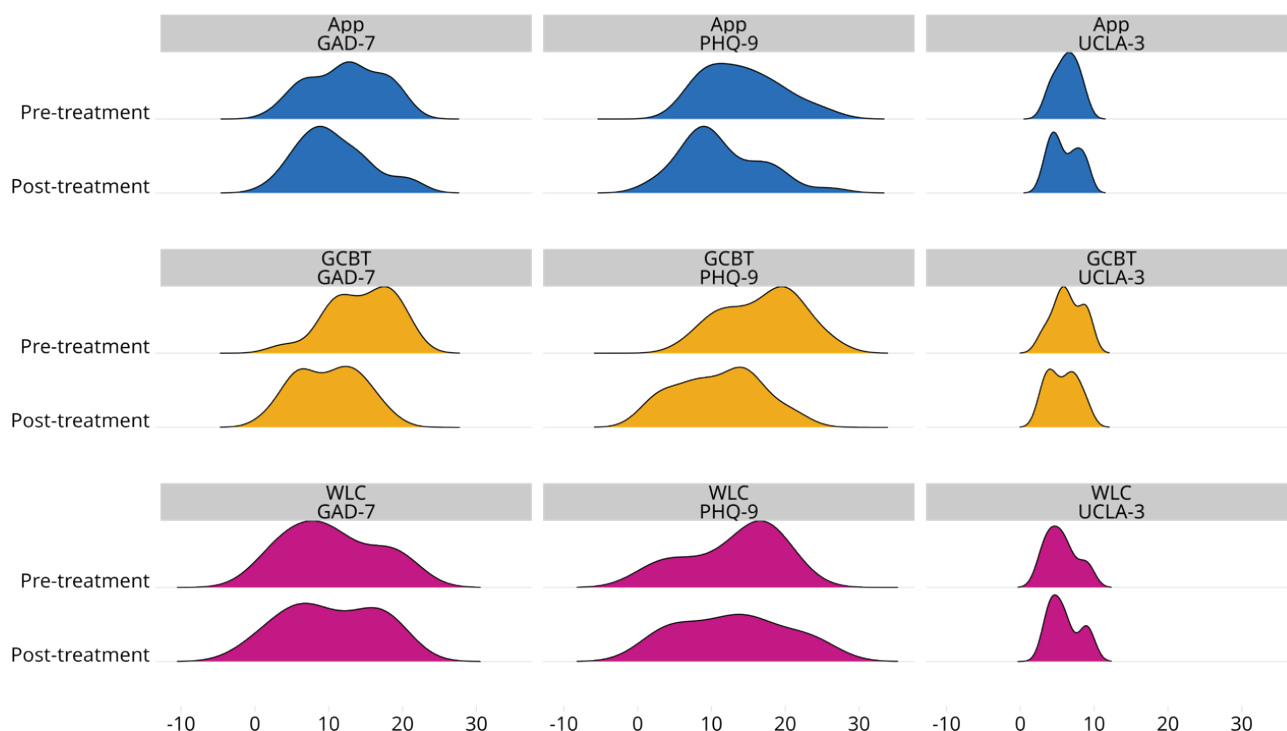 App
GAD-7
App
PHQ-9
App
UCLA-3
Pre-treatment
Post-treatment
GCBT
GAD-7
GCBT
PHQ-9
GCBT
UCLA-3
Pre-treatment
Post-treatment
WLC
GAD-7
WLC
PHQ-9
WLC
UCLA-3
Pre-treatment
Post-treatment
-10 0 10 20 30 -10 0 10 20 30 -10 0 10 20 30